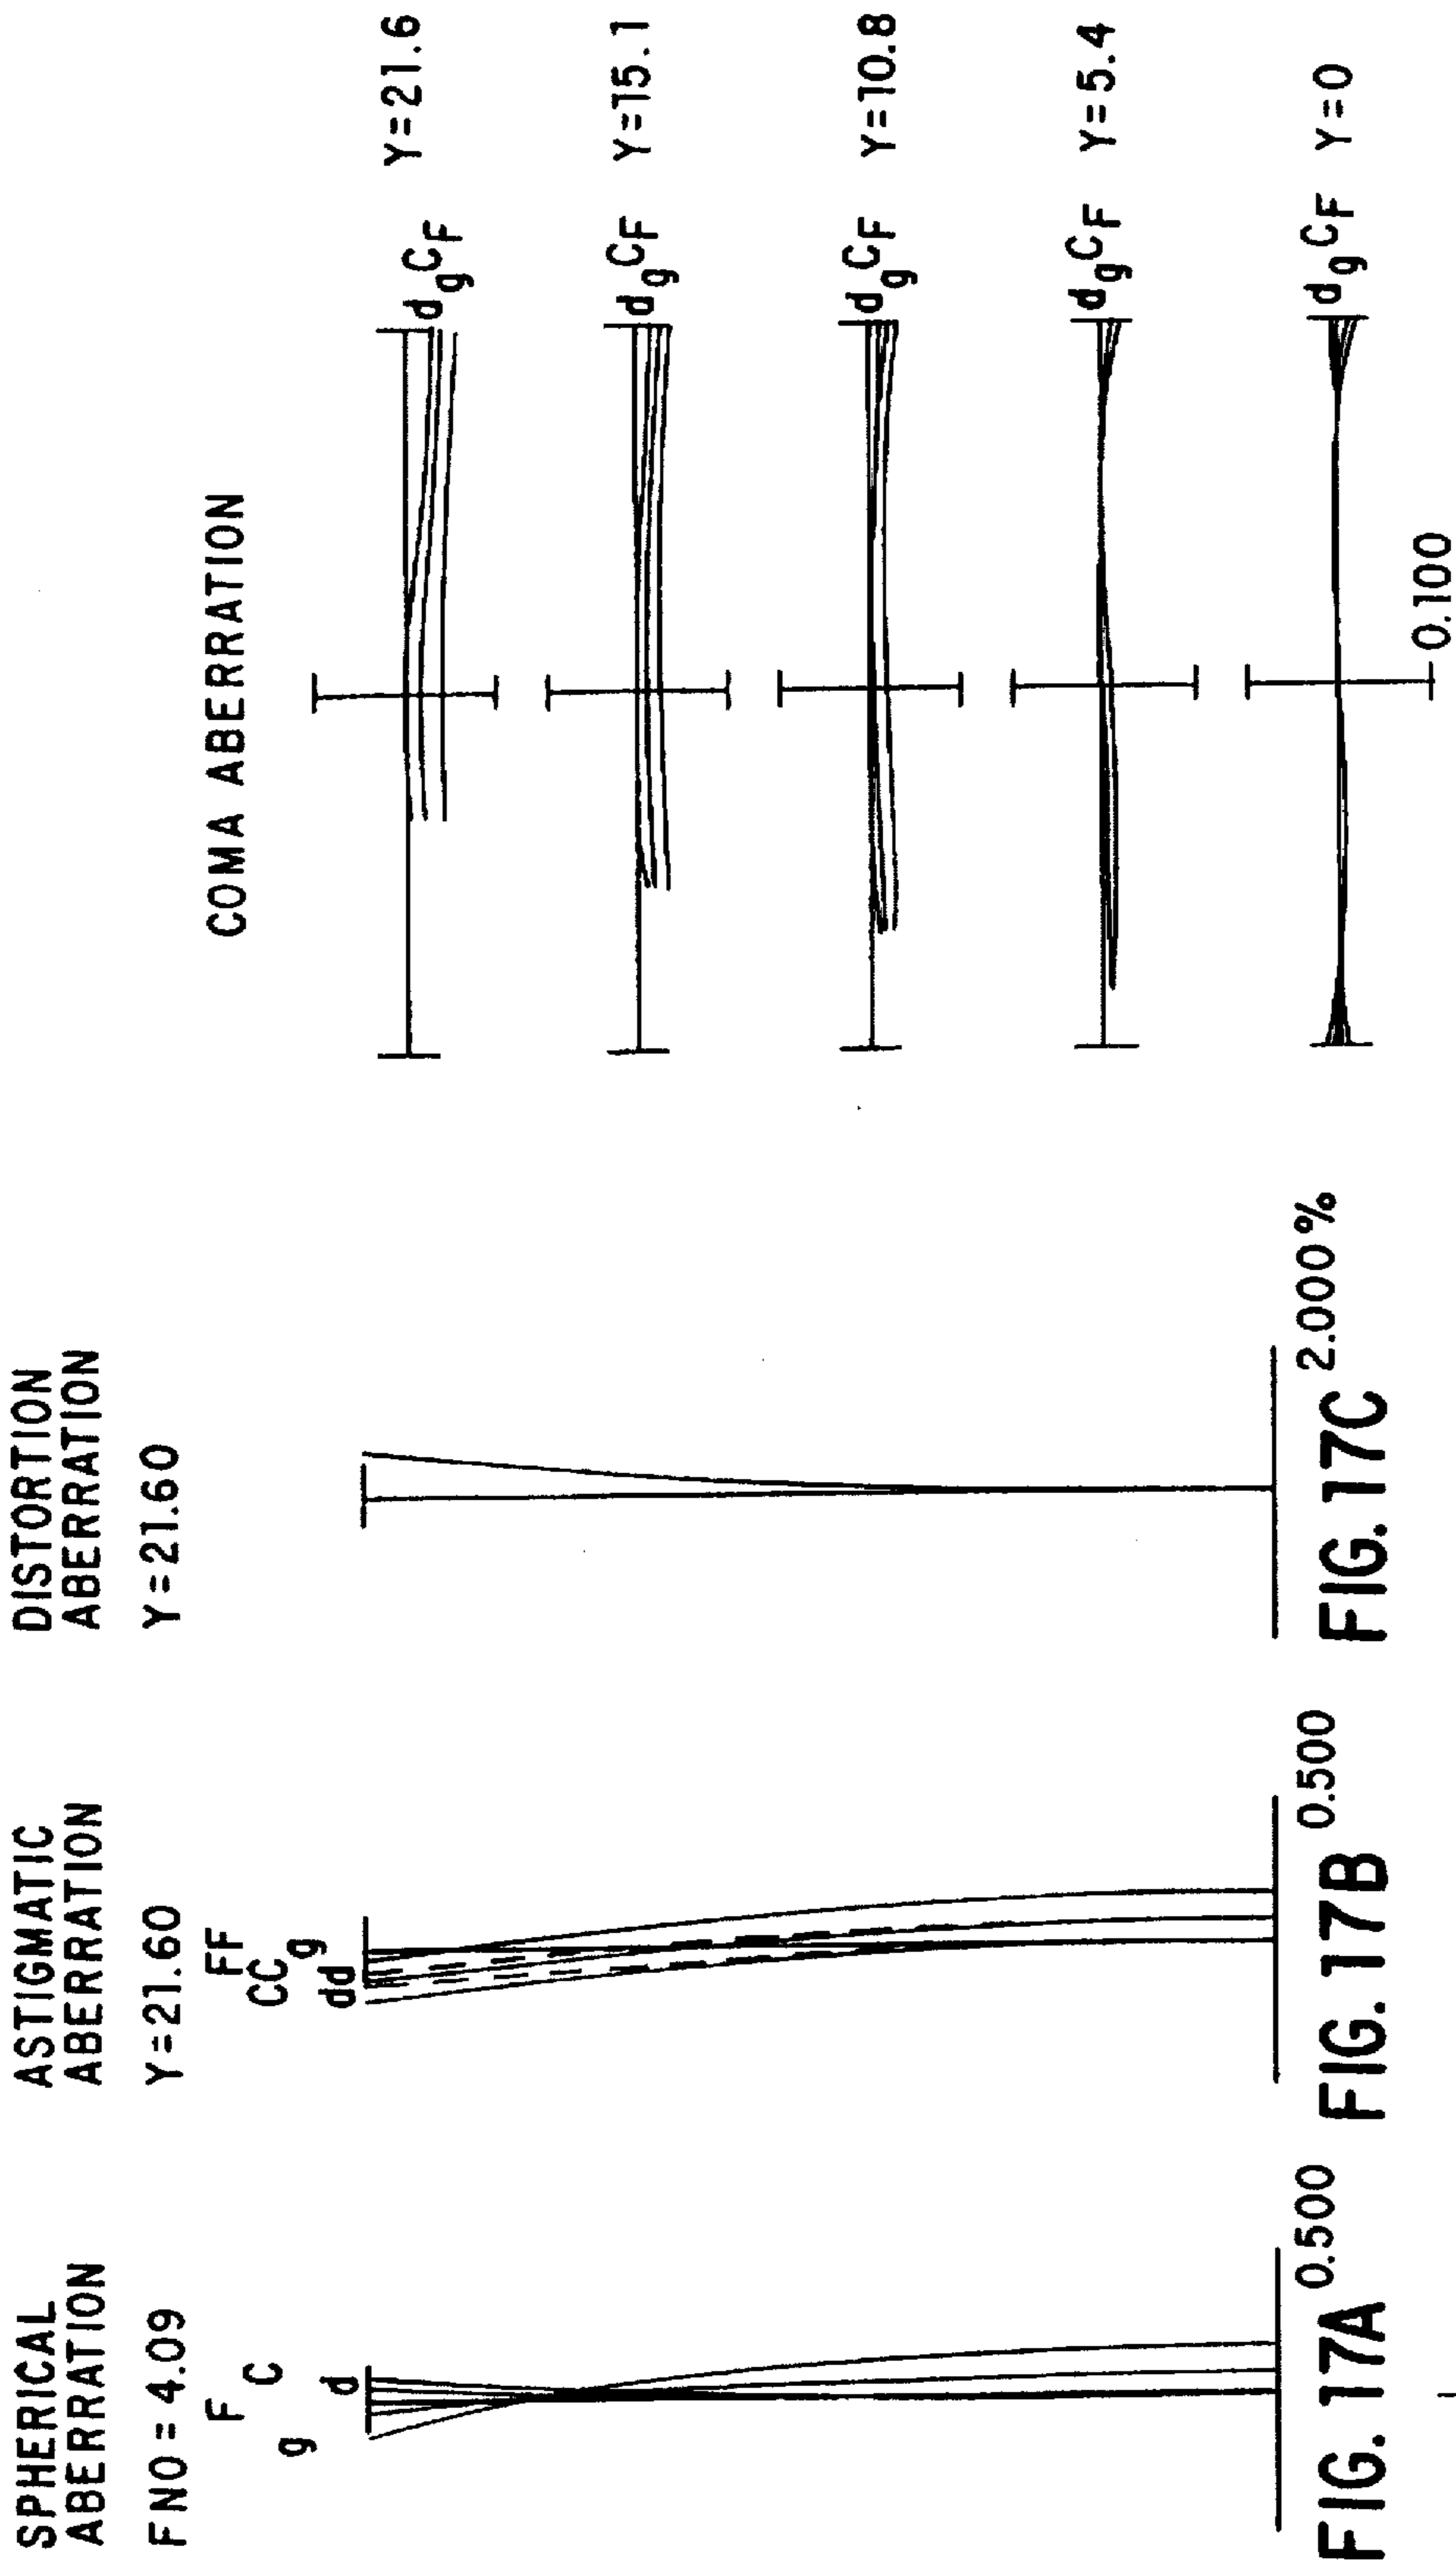 SPHERICAL
ABERRATION
FNO=4.09
F
C
g
d
0.500
FIG. 17A
ASTIGMATIC
ABERRATION
Y=21.60
FF
CC
g
dd
0.500
FIG. 17B
DISTORTION
ABERRATION
Y=21.60
2.000%
FIG. 17C
COMA ABERRATION
d g C F Y=21.6
d g C F Y=15.1
d g C F Y=10.8
d g C F Y=5.4
d g C F Y=0
0.100